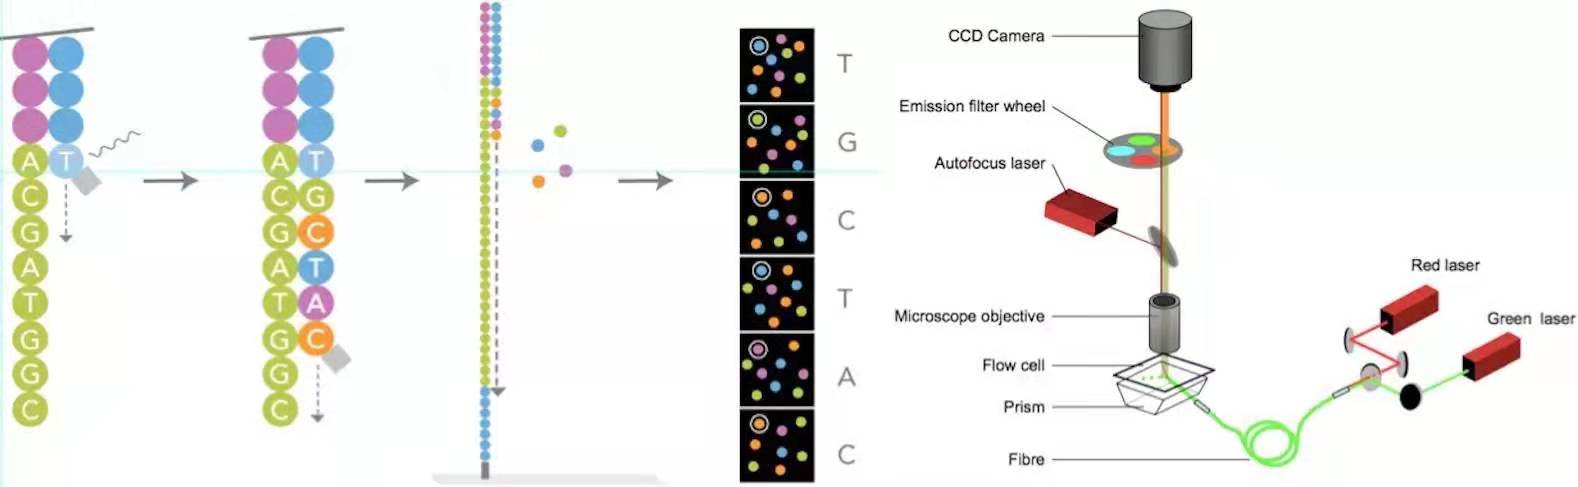 A T
C
G
A
T
G
G
C
A T
C G
G C
A T
T A
G C
G
C
T
G
C
T
A
C
CCD Camera
Emission filter wheel
Autofocus laser
Microscope objective
Flow cell
Prism
Fibre
Red laser
Green laser